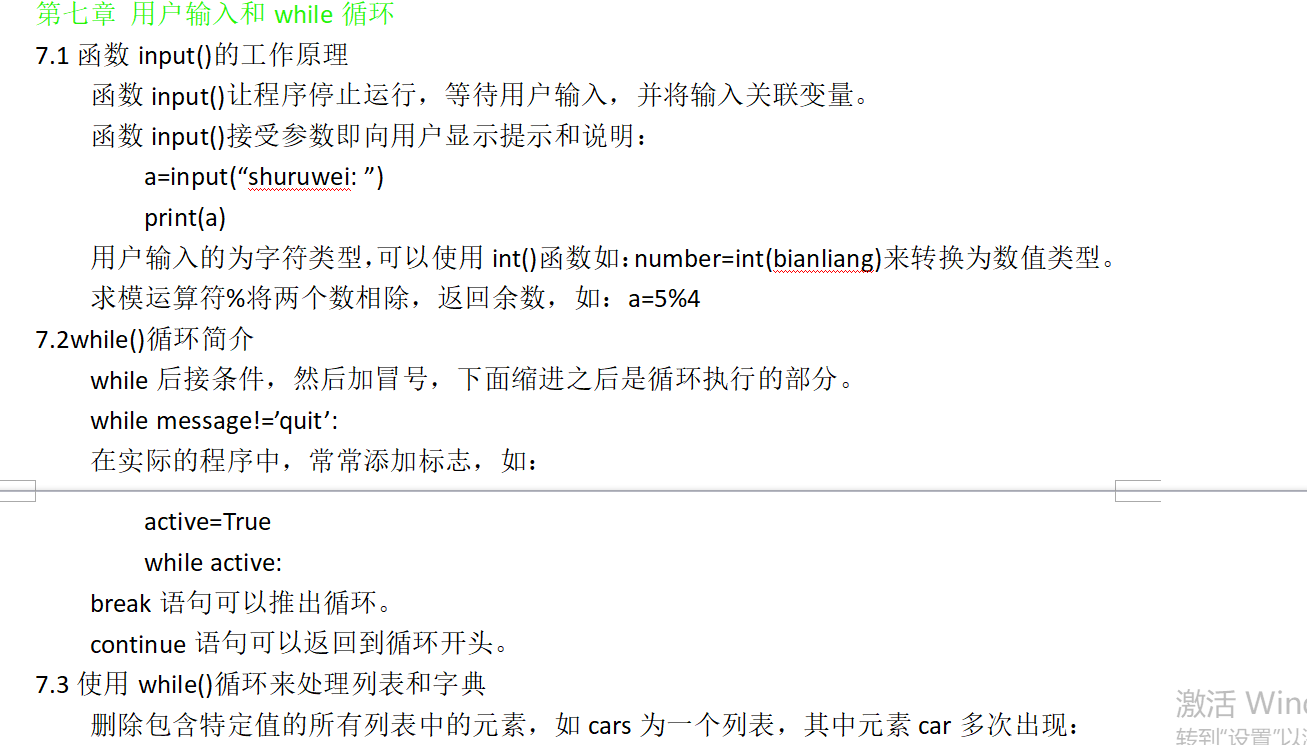 第七章 用户输入和 while 循环
7.1 函数 input()的工作原理
函数 input()让程序停止运行，等待用户输入，并将输入关联变量。
函数 input()接受参数即向用户显示提示和说明：
a=input(“shuruwei: ”)
print(a)
用户输入的为字符类型，可以使用 int()函数如：number=int(bianliang)来转换为数值类型。
求模运算符%将两个数相除，返回余数，如：a=5%4
7.2while()循环简介
while 后接条件，然后加冒号，下面缩进之后是循环执行的部分。
while message!=’quit’:
在实际的程序中，常常添加标志，如：
active=True
while active:
break 语句可以推出循环。
continue 语句可以返回到循环开头。
7.3 使用 while()循环来处理列表和字典
删除包含特定值的所有列表中的元素，如 cars 为一个列表，其中元素 car 多次出现：
激活 Win
转到“设置”以